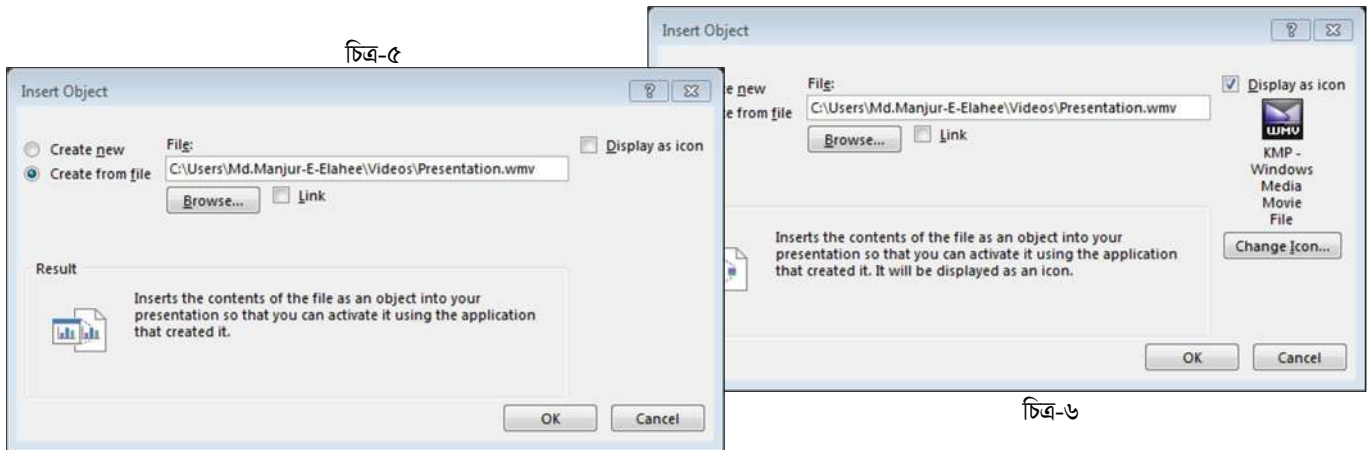 চিত্র-৫
Insert Object
Create new
Create from file
File:
C:\Users\Md.Manjur-E-Elahee\Videos\Presentation.wmv
Browse...
Link
Display as icon
Result
Inserts the contents of the file as an object into your
presentation so that you can activate it using the application
that created it.
OK
Cancel
Insert Object
e new
e from file
File:
C:\Users\Md.Manjur-E-Elahee\Videos\Presentation.wmv
Browse...
Link
Display as icon
WMV
KMP -
Windows
Media
Movie
File
Change Icon...
Inserts the contents of the file as an object into your
presentation so that you can activate it using the application
that created it. It will be displayed as an icon.
OK
Cancel
চিত্র-৬